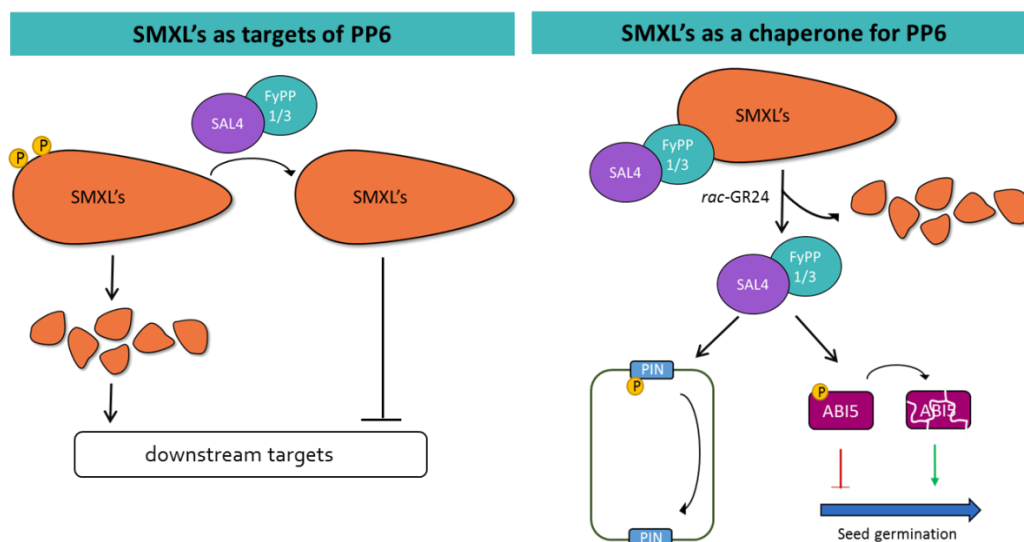 SMXL's as targets of PP6
SAL4
FyPP
1/3
P
P
SMXL's
SMXL's
downstream targets
SMXL's as a chaperone for PP6
SMXL's
FyPP
1/3
SAL4
rac-GR24
FyPP
1/3
SAL4
PIN
P
PIN
P
ABI5
ABI5
Seed germination